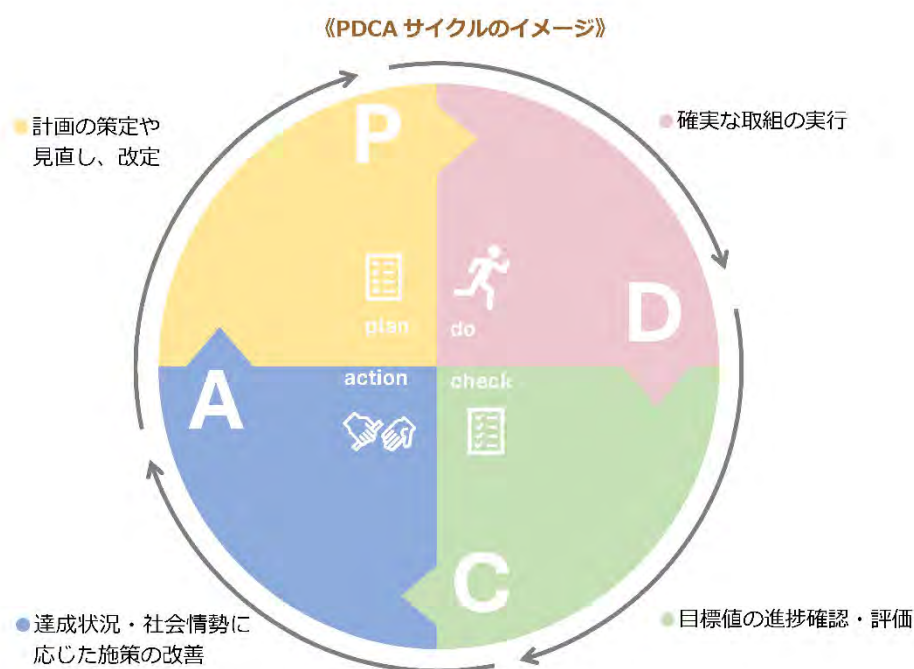 《PDCA サイクルのイメージ》
計画の策定や
見直し、改定
確実な取組の実行
P
D
plan
do
action
check
A
C
達成状況・社会情勢に
応じた施策の改善
目標値の進捗確認・評価